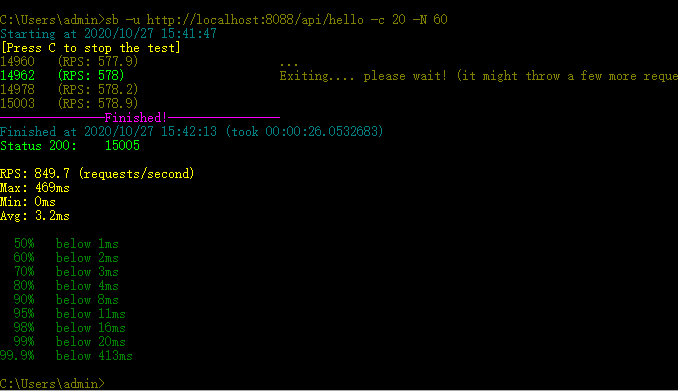 C:\Users\admin>sb -u http://localhost:8088/api/hello -c 20 -N 60
Starting at 2020/10/27 15:41:47
[Press C to stop the test]
14960 (RPS: 577.9) ...
14962 (RPS: 578) Exiting.... please wait! (it might throw a few more reque
14978 (RPS: 578.2)
15003 (RPS: 578.9)
---------------Finished!----------------
Finished at 2020/10/27 15:42:13 (took 00:00:26.0532683)
Status 200: 15005
RPS: 849.7 (requests/second)
Max: 469ms
Min: 0ms
Avg: 3.2ms
50% below 1ms
60% below 2ms
70% below 3ms
80% below 4ms
90% below 8ms
95% below 11ms
98% below 16ms
99% below 20ms
99.9% below 413ms
C:\Users\admin>